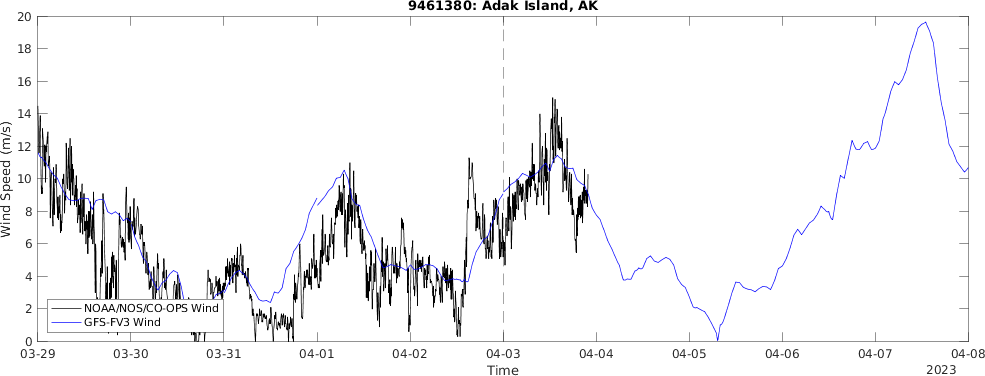 9461380: Adak Island, AK
Wind Speed (m/s)
20
18
16
14
12
10
8
6
4
2
0
NOAA/NOS/CO-OPS Wind
GFS-FV3 Wind
03-29 03-30 03-31 04-01 04-02 04-03 04-04 04-05 04-06 04-07 04-08
Time
2023